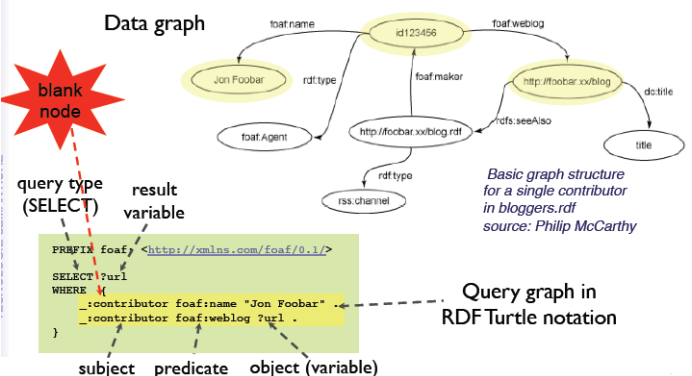 Data graph
foaf:name
id123456
foaf:weblog
Jon Foobar
rdf:type
foaf:maker
http://foobar.xx/blog
dc:title
foaf:Agent
http://foobar.xx/blog.rdf
rdfs:seeAlso
title
rdf:type
rss:channel
Basic graph structure
for a single contributor
in bloggers.rdf
source: Philip McCarthy
blank
node
query type
(SELECT)
result
variable
PREFIX foaf: <http://xmlns.com/foaf/0.1/>
SELECT ?url
WHERE {
_:contributor foaf:name "Jon Foobar" .
_:contributor foaf:weblog ?url .
}
Query graph in
RDF Turtle notation
subject predicate object (variable)